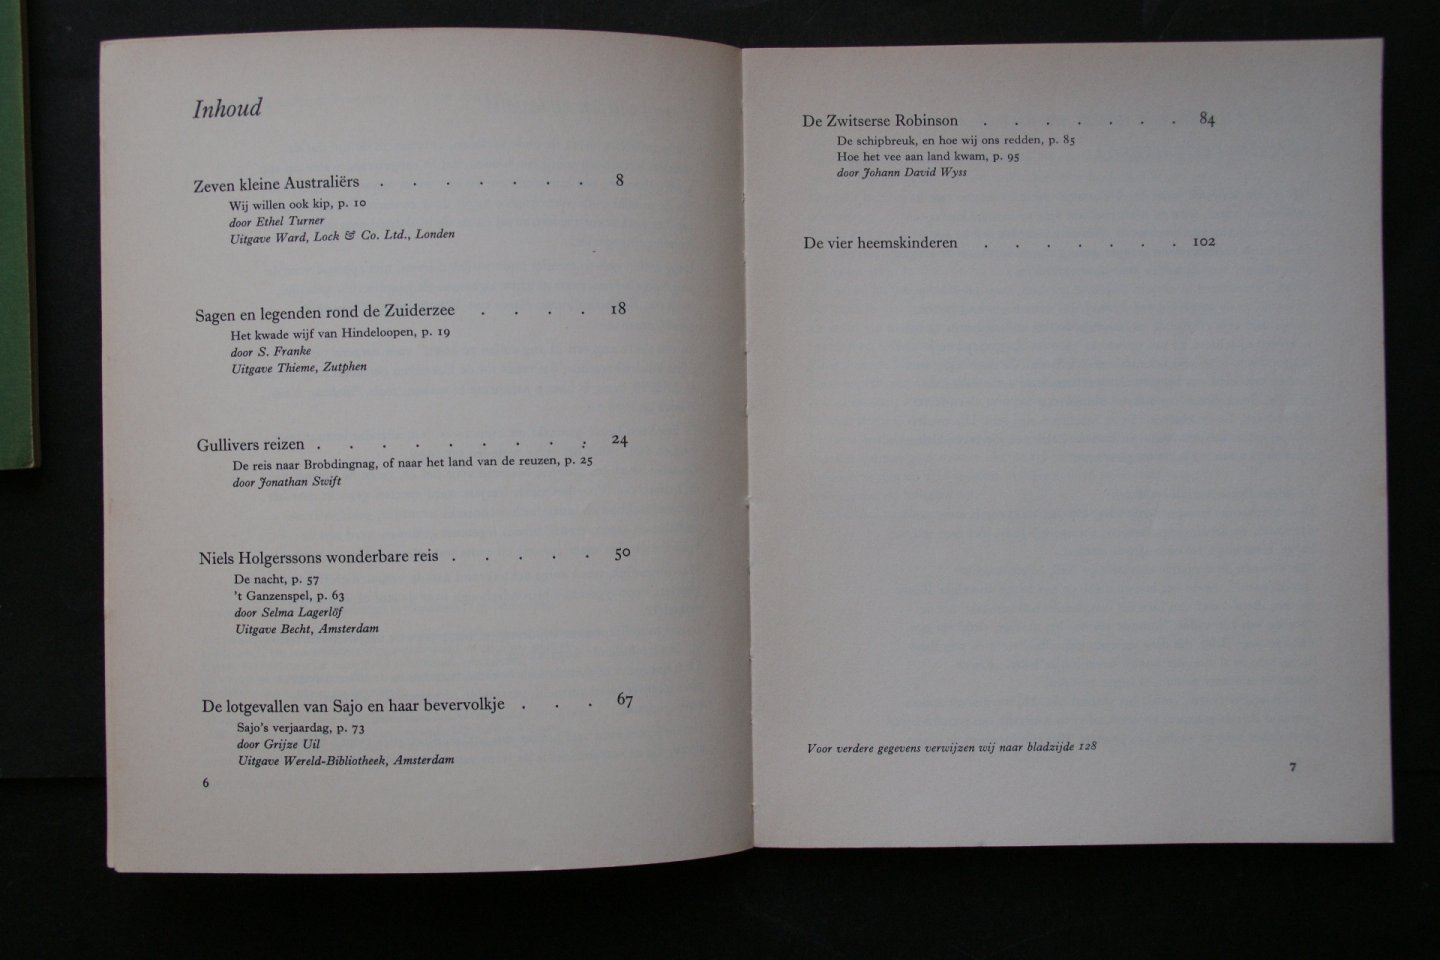 Inhoud
Zeven kleine Australiërs . . . . . . . 8
Wij willen ook kip, p. 10
door Ethel Turner
Uitgave Ward, Lock & Co. Ltd., Londen
Sagen en legenden rond de Zuiderzee . . . . 18
Het kwade wijf van Hindeloopen, p. 19
door S. Franke
Uitgave Thieme, Zutphen
Gullivers reizen . . . . . . . . : 24
De reis naar Brobdingnag, of naar het land van de reuzen, p. 25
door Jonathan Swift
Niels Holgerssons wonderbare reis . . . . . 50
De nacht, p. 57
't Ganzenspel, p. 63
door Selma Lagerlöf
Uitgave Becht, Amsterdam
De lotgevallen van Sajo en haar bevervolkje . . . 67
Sajo's verjaardag, p. 73
door Grijze Uil
Uitgave Wereld-Bibliotheek, Amsterdam
6
De Zwitserse Robinson . . . . . . . 84
De schipbreuk, en hoe wij ons redden, p. 85
Hoe het vee aan land kwam, p. 95
door Johann David Wyss
De vier heemskinderen . . . . . . . 102
Voor verdere gegevens verwijzen wij naar bladzijde 128
7